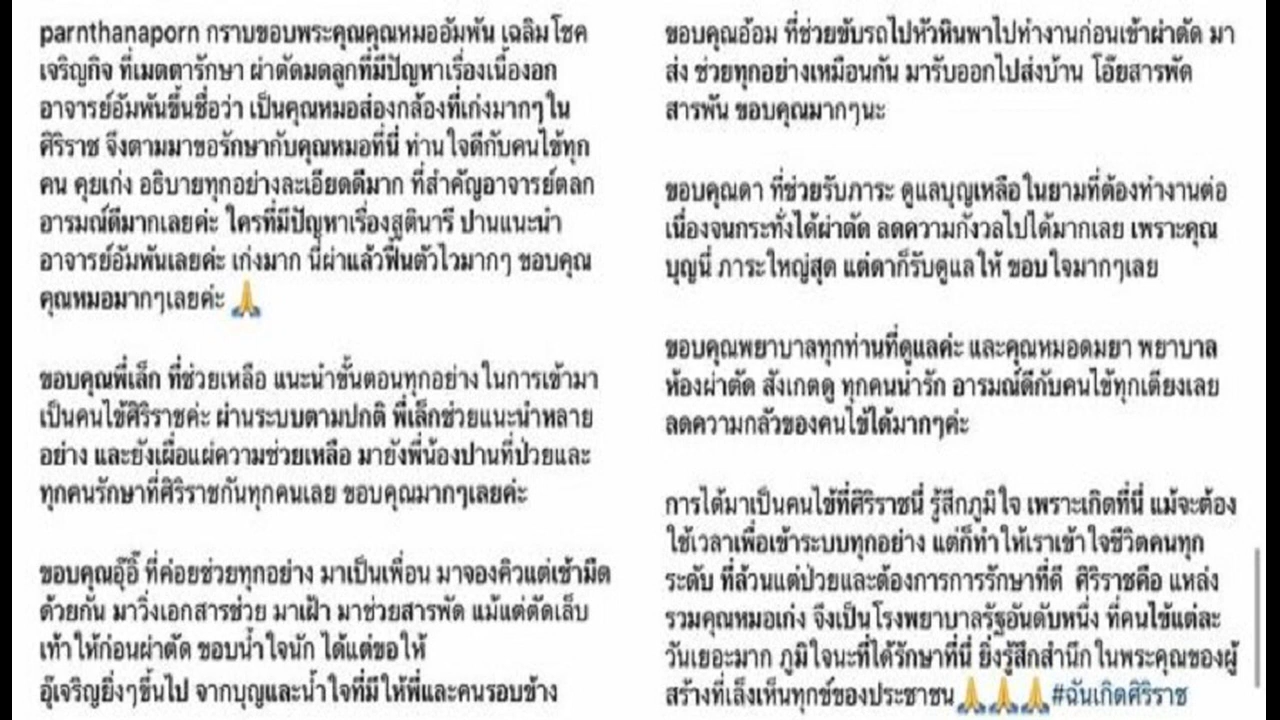 parnthanaporn กราบขอบพระคุณคุณหมออัมพัน เฉลิมโชค
เจริญกิจ ที่เมตตารักษา ผ่าตัดมดลูกที่มีปัญหาเรื่องเนื้องอก
อาจารย์อัมพันขึ้นชื่อว่า เป็นคุณหมอส่องกล้องที่เก่งมากๆ ใน
ศิริราช จึงตามมาขอรักษากับคุณหมอที่นี่ ท่านใจดีกับคนไข้ทุก
คน คุยเก่ง อธิบายทุกอย่างละเอียดดีมาก ที่สำคัญอาจารย์ตลก
อารมณ์ดีมากเลยค่ะ ใครที่มีปัญหาเรื่องสูตินารี ปานแนะนำ
อาจารย์อัมพันเลยค่ะ เก่งมาก นี่ผ่าแล้วฟื้นตัวไวมากๆ ขอบคุณ
คุณหมอมากๆเลยค่ะ 🙏
ขอบคุณพี่เล็ก ที่ช่วยเหลือ แนะนำขั้นตอนทุกอย่างในการเข้ามา
เป็นคนไข้ศิริราชค่ะ ผ่านระบบตามปกติ พี่เล็กช่วยแนะนำหลาย
อย่าง และยังเผื่อแผ่ความช่วยเหลือ มายังพี่น้องปานที่ป่วยและ
ทุกคนรักษาที่ศิริราชกันทุกคนเลย ขอบคุณมากๆเลยค่ะ
ขอบคุณอุ๊อิ๊ ที่ค่อยช่วยทุกอย่าง มาเป็นเพื่อน มาจองคิวแต่เช้ามืด
ด้วยกัน มาวิ่งเอกสารช่วย มาเฝ้า มาช่วยสารพัด แม้แต่ตัดเล็บ
เท้าให้ก่อนผ่าตัด ขอบน้ำใจนัก ได้แต่ขอให้
อุ๊เจริญยิ่งๆขึ้นไป จากบุญและน้ำใจที่มีให้พี่และคนรอบข้าง
ขอบคุณอ้อม ที่ช่วยขับรถไปหัวหินพาไปทำงานก่อนเข้าผ่าตัด มา
ส่ง ช่วยทุกอย่างเหมือนกัน มารับออกไปส่งบ้าน โอ๊ยสารพัด
สารพัน ขอบคุณมากๆนะ
ขอบคุณดา ที่ช่วยรับภาระ ดูแลบุญเหลือในยามที่ต้องทำงานต่อ
เนื่องจนกระทั่งได้ผ่าตัด ลดความกังวลไปได้มากเลย เพราะคุณ
บุญนี่ ภาระใหญ่สุด แต่ดาก็รับดูแลให้ ขอบใจมากๆเลย
ขอบคุณพยาบาลทุกท่านที่ดูแลค่ะ และคุณหมอดมยา พยาบาล
ห้องผ่าตัด สังเกตดู ทุกคนน่ารัก อารมณ์ดีกับคนไข้ทุกเตียงเลย
ลดความกลัวของคนไข้ได้มากๆค่ะ
การได้มาเป็นคนไข้ที่ศิริราชนี่ รู้สึกภูมิใจ เพราะเกิดที่นี่ แม้จะต้อง
ใช้เวลาเพื่อเข้าระบบทุกอย่าง แต่ก็ทำให้เราเข้าใจชีวิตคนทุก
ระดับ ที่ล้วนแต่ป่วยและต้องการการรักษาที่ดี ศิริราชคือ แหล่ง
รวมคุณหมอเก่ง จึงเป็นโรงพยาบาลรัฐอันดับหนึ่ง ที่คนไข้แต่ละ
วันเยอะมาก ภูมิใจนะที่ได้รักษาที่นี่ ยิ่งรู้สึกสำนึกในพระคุณของผู้
สร้างที่เล็งเห็นทุกข์ของประชาชน🙏🙏🙏#ฉันเกิดศิริราช